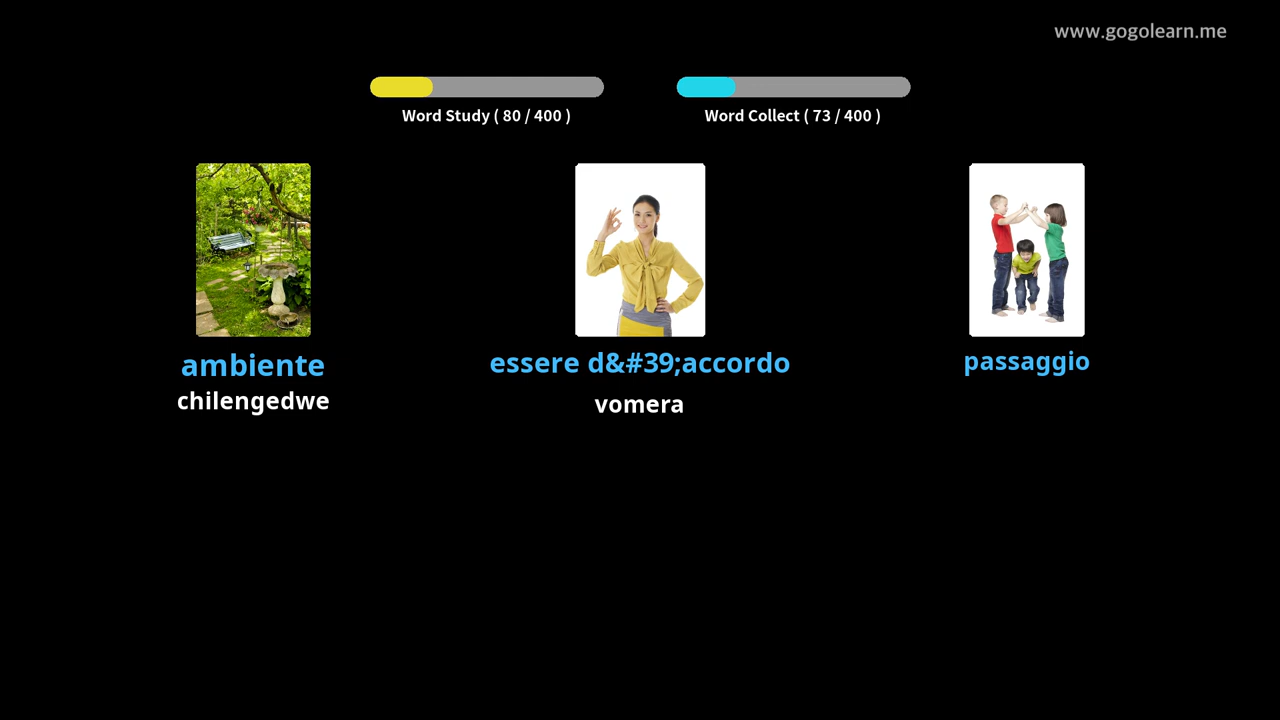 www.gogolearn.me
Word Study ( 80 / 400 )
Word Collect ( 73 / 400 )
ambiente
chilengedwe
essere d&#39;accordo
vomera
passaggio